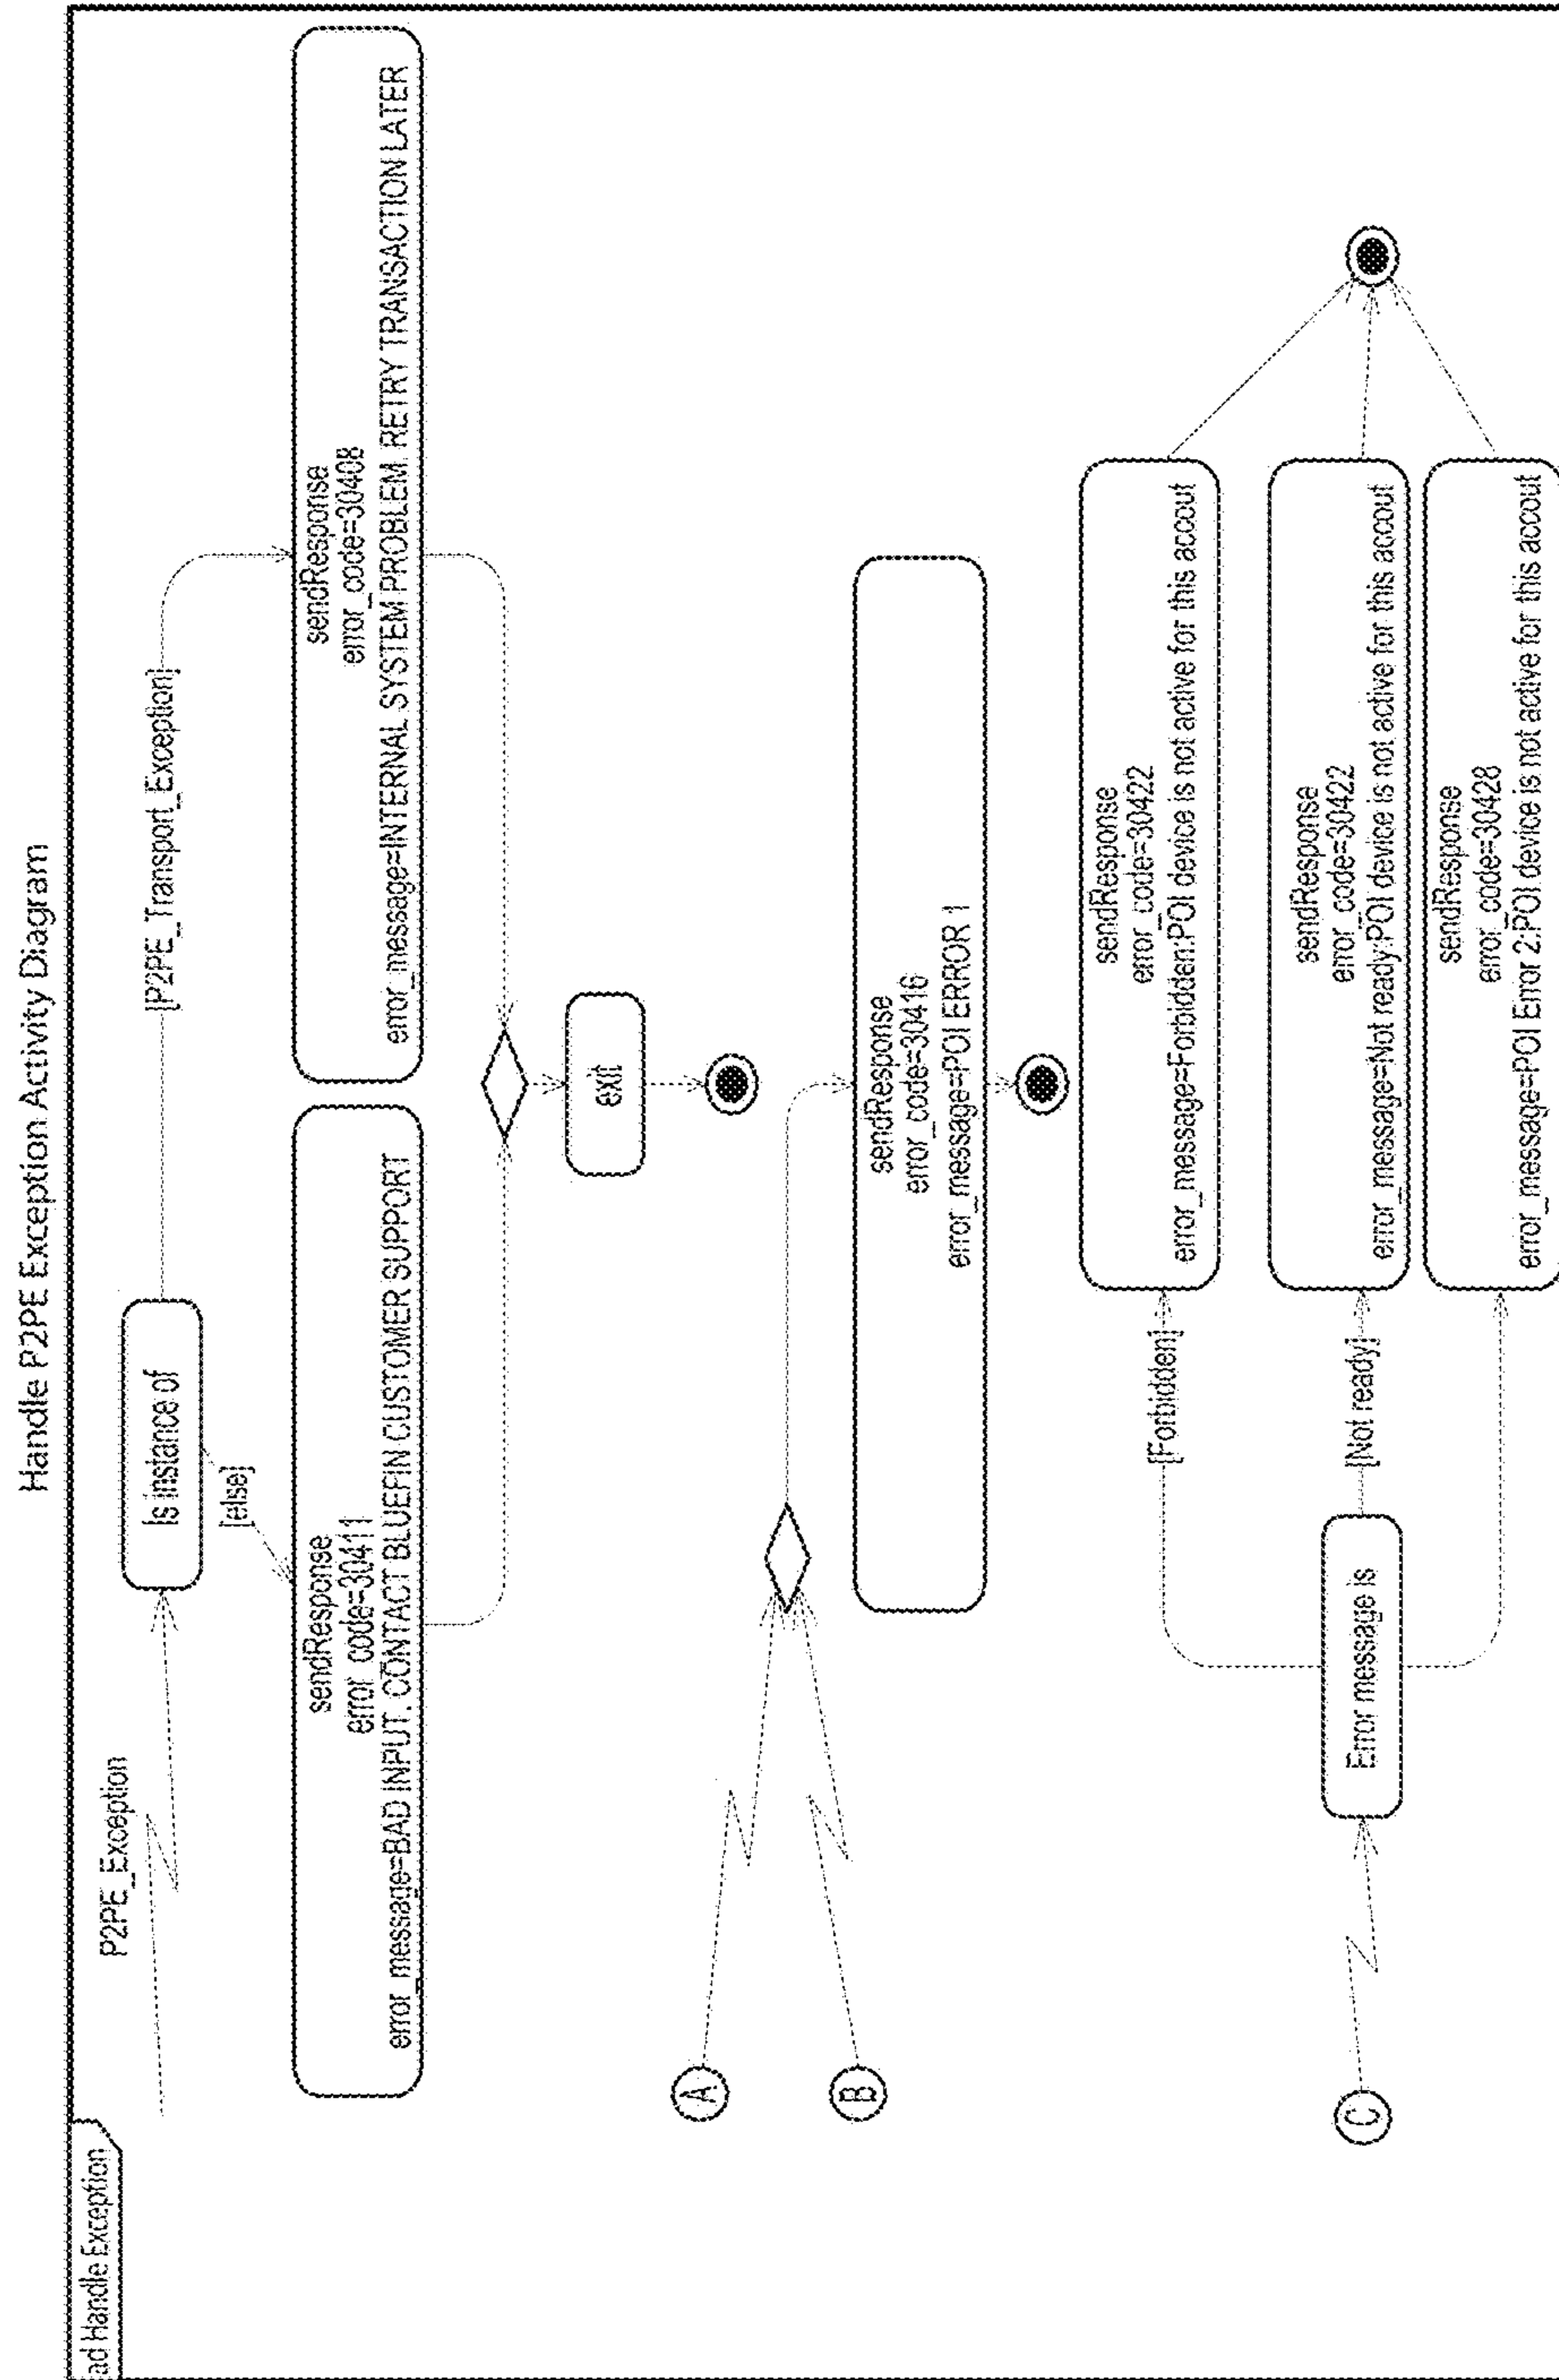 Handle P2PE Exception Activity Diagram
ad Handle Exception
P2PE_Exception
Is instance of
[P2PE_Transport_Exception]
[else]
sendResponse
error_code=30411
error_message=BAD INPUT. CONTACT BLUEFIN CUSTOMER SUPPORT
sendResponse
error_code=30408
error_message=INTERNAL SYSTEM PROBLEM. RETRY TRANSACTION LATER
exit
A
B
sendResponse
error_code=30416
error_message=POI ERROR 1
C
Error message is
[Forbidden]
[Not ready]
sendResponse
error_code=30422
error_message=Forbidden:POI device is not active for this accout
sendResponse
error_code=30422
error_message=Not ready:POI device is not active for this accout
sendResponse
error_code=30428
error_message=POI Error 2:POI device is not active for this accout